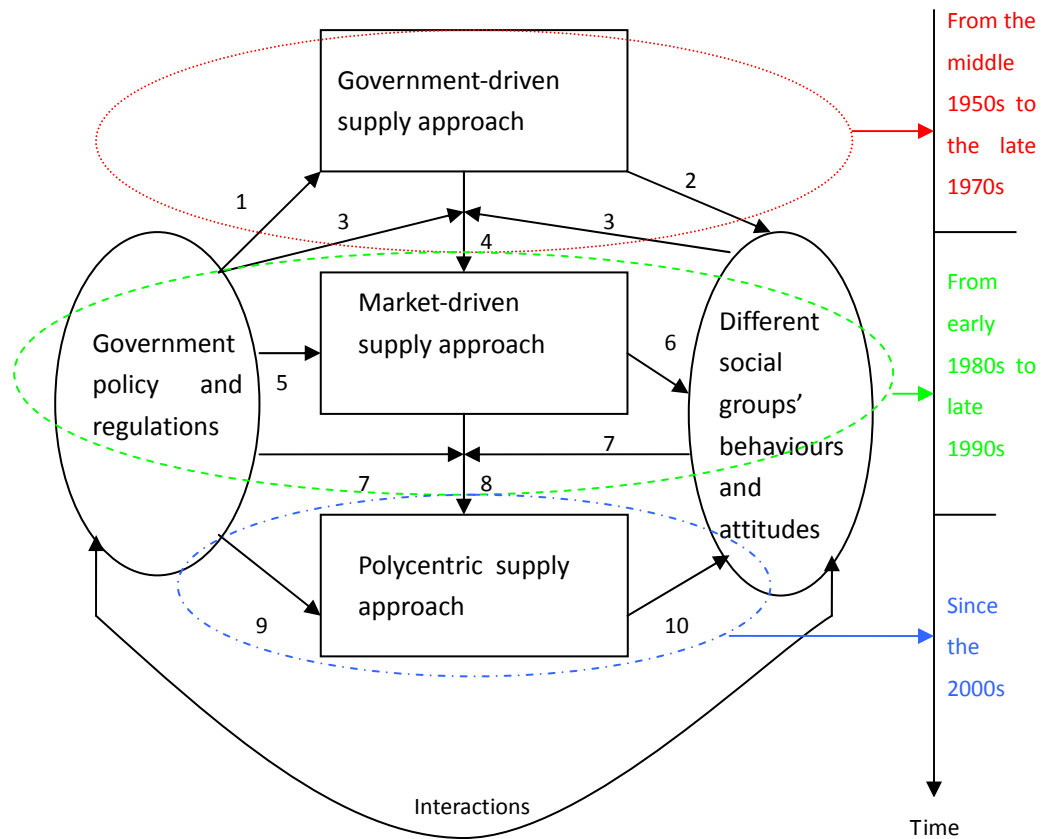 Government-driven
supply approach
From the
middle
1950s to
the late
1970s
1
2
3
3
4
Market-driven
supply approach
Government
policy and
regulations
Different
social
groups’
behaviours
and
attitudes
From
early
1980s to
late
1990s
5
6
7
7
8
Polycentric supply
approach
9
10
Since
the
2000s
Interactions
Time